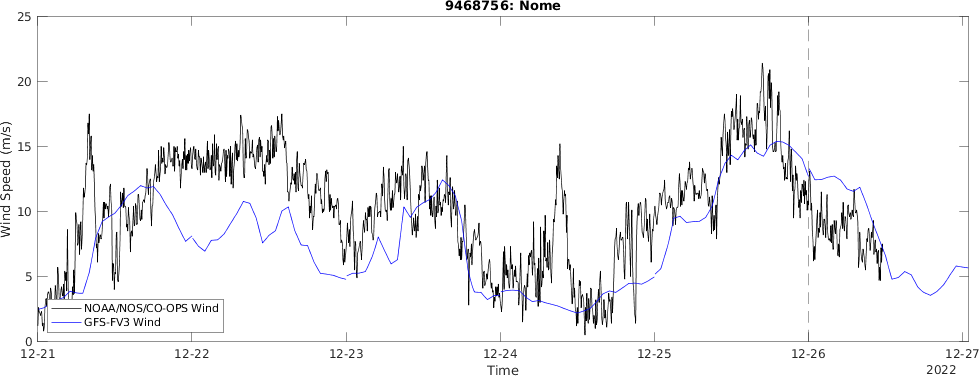 9468756: Nome
25
20
15
10
5
0
Wind Speed (m/s)
NOAA/NOS/CO-OPS Wind
GFS-FV3 Wind
12-21 12-22 12-23 12-24 12-25 12-26 12-27
Time
2022